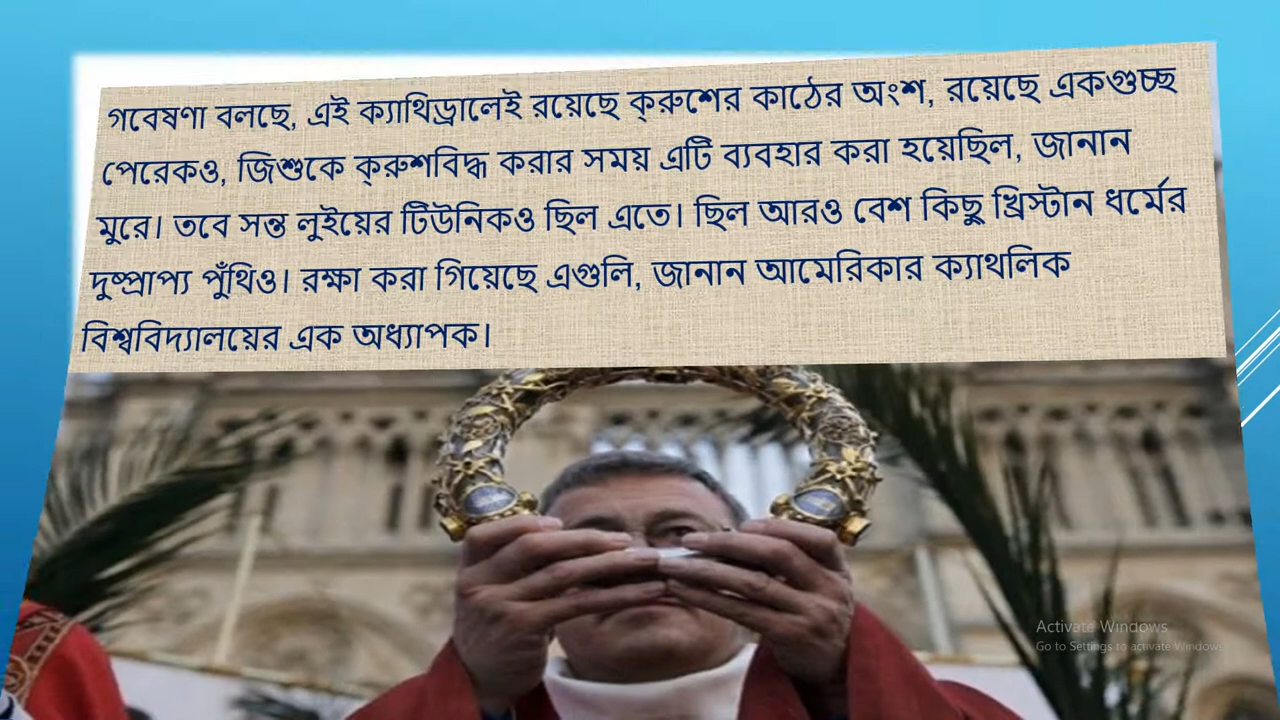 গবেষণা বলছে, এই ক্যাথিড্রালেই রয়েছে ক্‌রুশের কাঠের অংশ, রয়েছে একগুচ্ছ
পেরেকও, জিশুকে ক্‌রুশবিদ্ধ করার সময় এটি ব্যবহার করা হয়েছিল, জানান
মুরে। তবে সন্ত লুইয়ের টিউনিকও ছিল এতে। ছিল আরও বেশ কিছু খ্রিস্টান ধর্মের
দুষ্প্রাপ্য পুঁথিও। রক্ষা করা গিয়েছে এগুলি, জানান আমেরিকার ক্যাথলিক
বিশ্ববিদ্যালয়ের এক অধ্যাপক।
Activate Windows
Go to Settings to activate Windows.